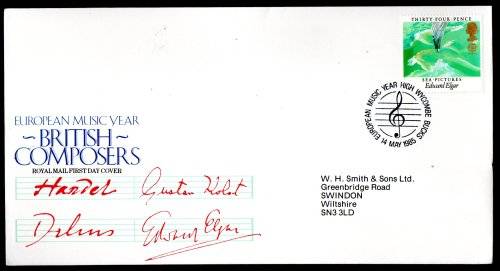 THIRTY-FOUR·PENCE
SEA·PICTURES
Edward Elgar
EUROPEAN MUSIC YEAR HIGH WYCOMBE BUCKS
14 MAY 1985
EUROPEAN MUSIC YEAR
~BRITISH~
COMPOSERS
ROYAL MAIL FIRST DAY COVER
Handel Gustav Holst
Delius Edward Elgar
W. H. Smith & Sons Ltd.
Greenbridge Road
SWINDON
Wiltshire
SN3 3LD